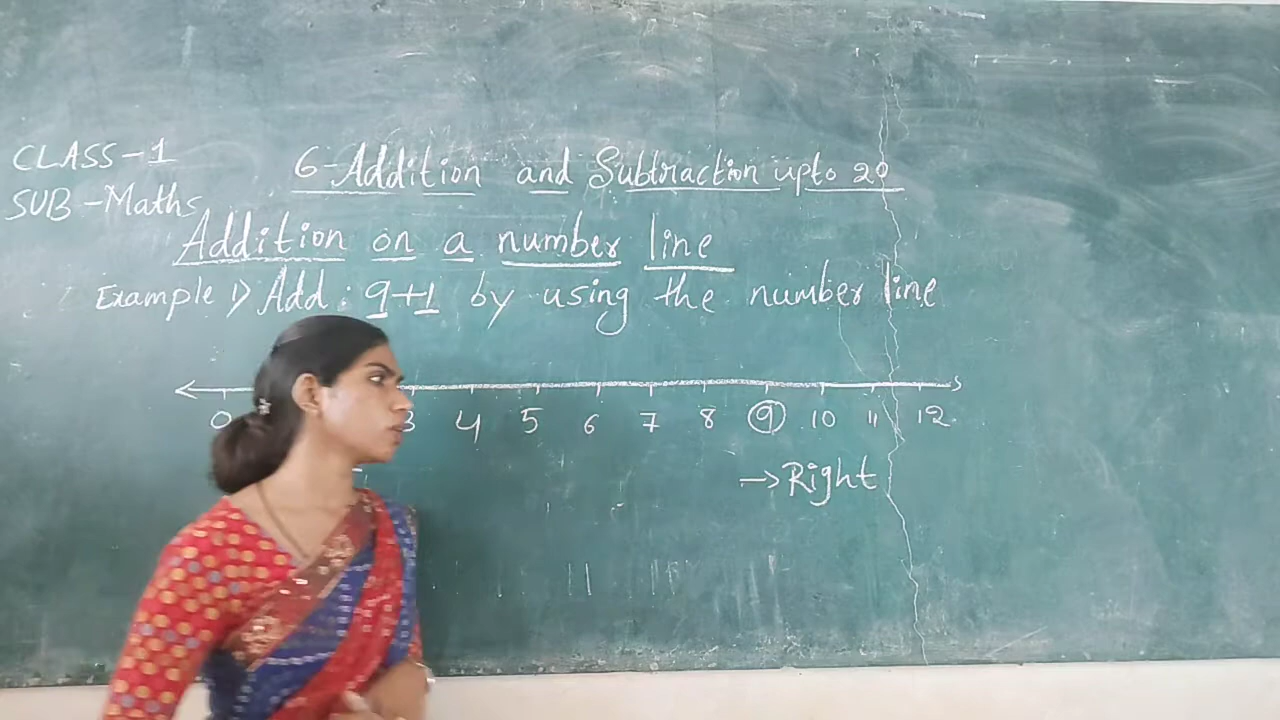 CLASS-1
6-Addition and Subtraction upto 20
SUB-Maths
Addition on a number line
Example 1) Add: 9+1 by using the number line
0 3 4 5 6 7 8 9 10 11 12
→Right